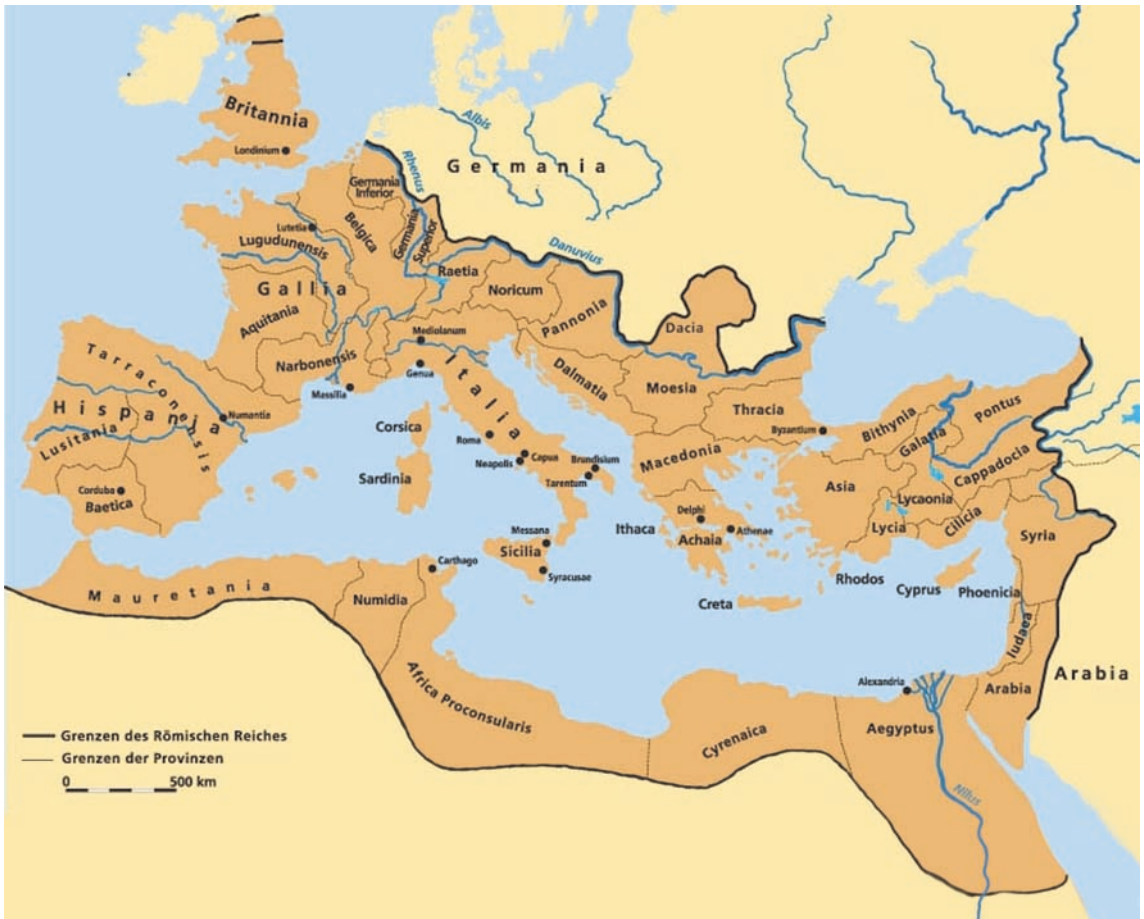 Britannia
Londinium
Albis
Rhenus
Germania
Germania
Inferior
Belgica
Germania
Superior
Lutetia
Lugudunensis
Danuvius
Raetia
Noricum
Gallia
Aquitania
Pannonia
Dacia
Mediolanum
Narbonensis
Genua
Massilia
Italia
Dalmatia
Moesia
Tarraconensis
Hispania
Numantia
Lusitania
Corduba
Baetica
Corsica
Sardinia
Roma
Neapolis
Capua
Brundisium
Tarentum
Thracia
Byzantium
Macedonia
Bithynia
Pontus
Galatia
Cappadocia
Asia
Lycaonia
Lycia
Cilicia
Syria
Delphi
Ithaca
Athenae
Achaia
Messana
Sicilia
Syracusae
Carthago
Rhodos
Cyprus
Phoenicia
Creta
Mauretania
Numidia
Iudaea
Africa Proconsularis
Cyrenaica
Alexandria
Aegyptus
Arabia
Arabia
Nilus
Grenzen des Römischen Reiches
Grenzen der Provinzen
0 500 km